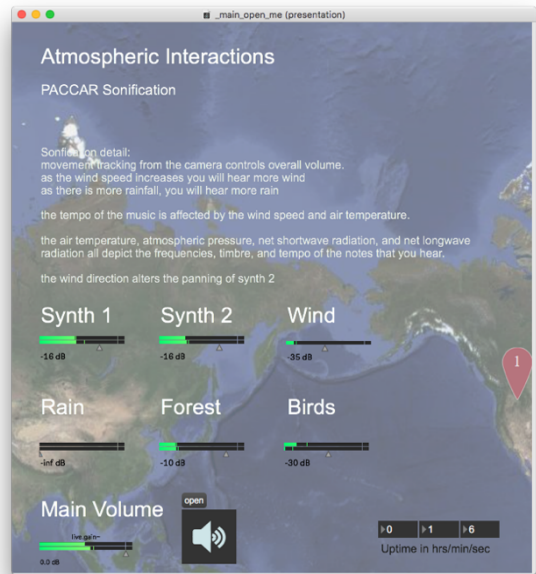 _main_open_me (presentation)
Atmospheric Interactions
PACCAR Sonification
Sonfication detail:
movement tracking from the camera controls overall volume.
as the wind speed increases you will hear more wind
as there is more rainfall, you will hear more rain
the tempo of the music is affected by the wind speed and air temperature.
the air temperature, atmospheric pressure, net shortwave radiation, and net longwave
radiation all depict the frequencies, timbre, and tempo of the notes that you hear.
the wind direction alters the panning of synth 2
Synth 1 Synth 2 Wind
-16 dB -16 dB -35 dB
1
Rain Forest Birds
-inf dB -10 dB -30 dB
Main Volume open
live.gain~
0.0 dB
0 1 6
Uptime in hrs/min/sec